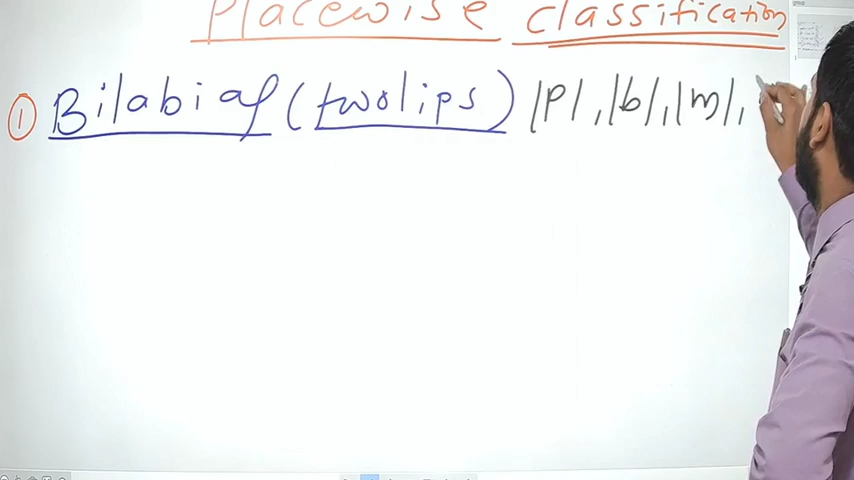 Placewise classification
① Bilabial (two lips) /p/, /b/, /m/,